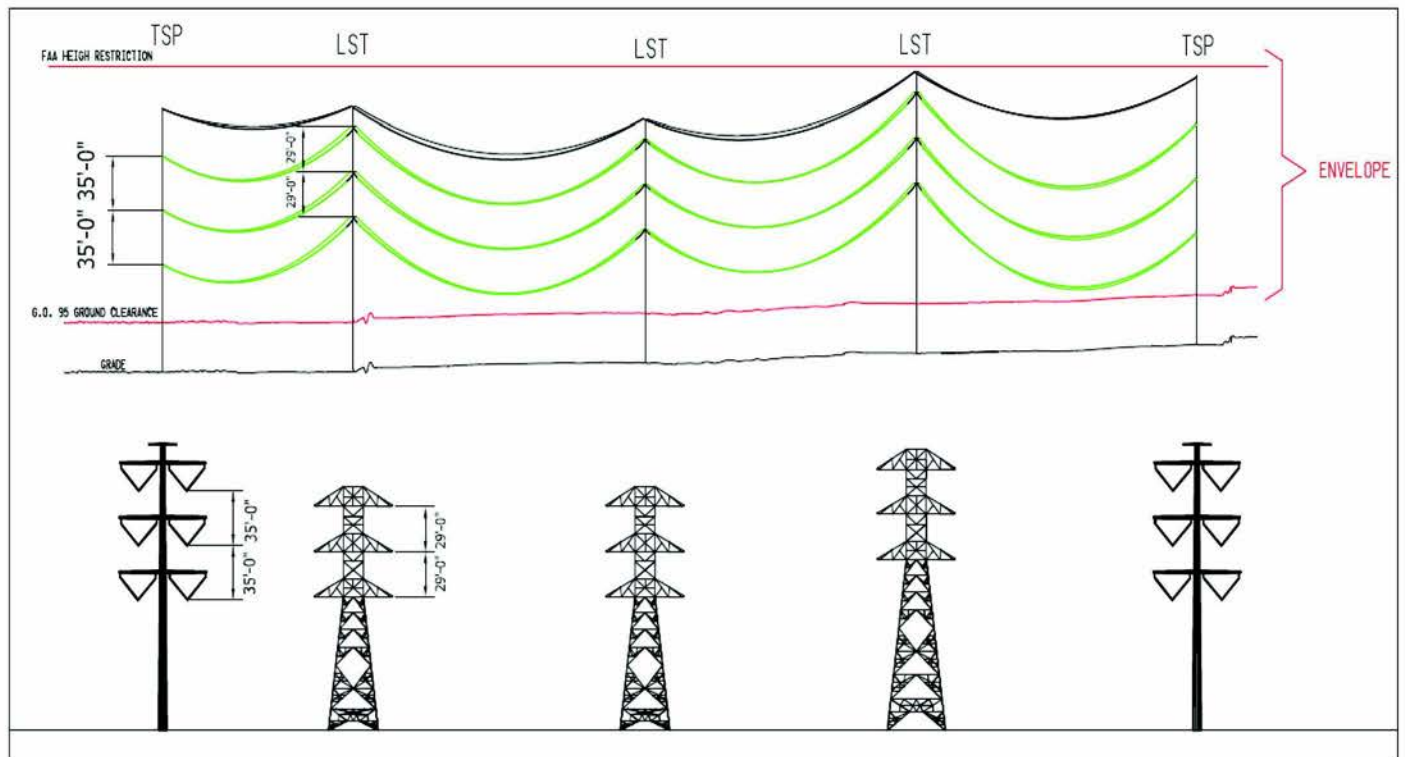 TSP
LST
LST
LST
TSP
FAA HEIGH RESTRICTION
29'-0"
29'-0"
35'-0"
35'-0"
ENVELOPE
G.O. 95 GROUND CLEARANCE
GRADE
35'-0"
35'-0"
29'-0"
29'-0"